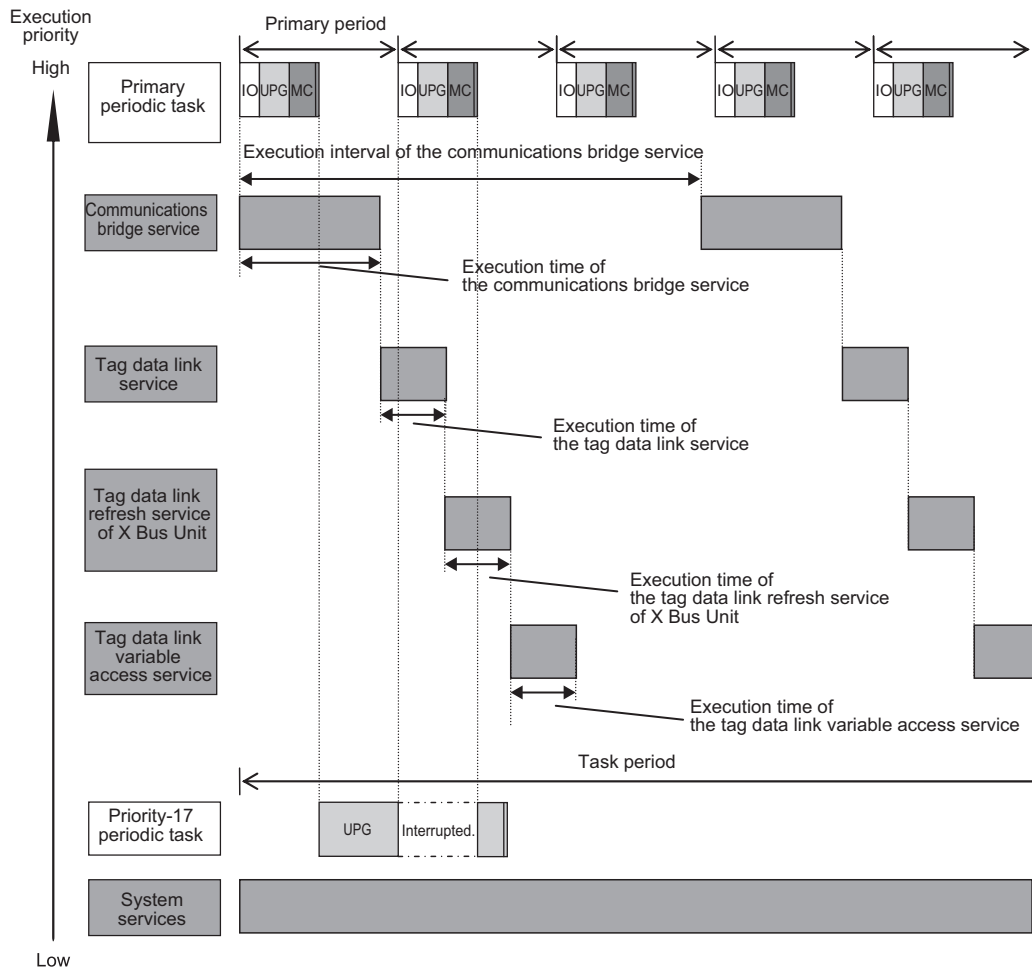 Execution
priority
High
Primary period
Primary
periodic task
IO UPG MC
IO UPG MC
IO UPG MC
IO UPG MC
IO UPG MC
Execution interval of the communications bridge service
Communications
bridge service
Execution time of
the communications bridge service
Tag data link
service
Execution time of
the tag data link service
Tag data link
refresh service
of X Bus Unit
Execution time of
the tag data link refresh service
of X Bus Unit
Tag data link
variable
access service
Execution time of
the tag data link variable access service
Task period
Priority-17
periodic task
UPG
Interrupted.
System
services
Low